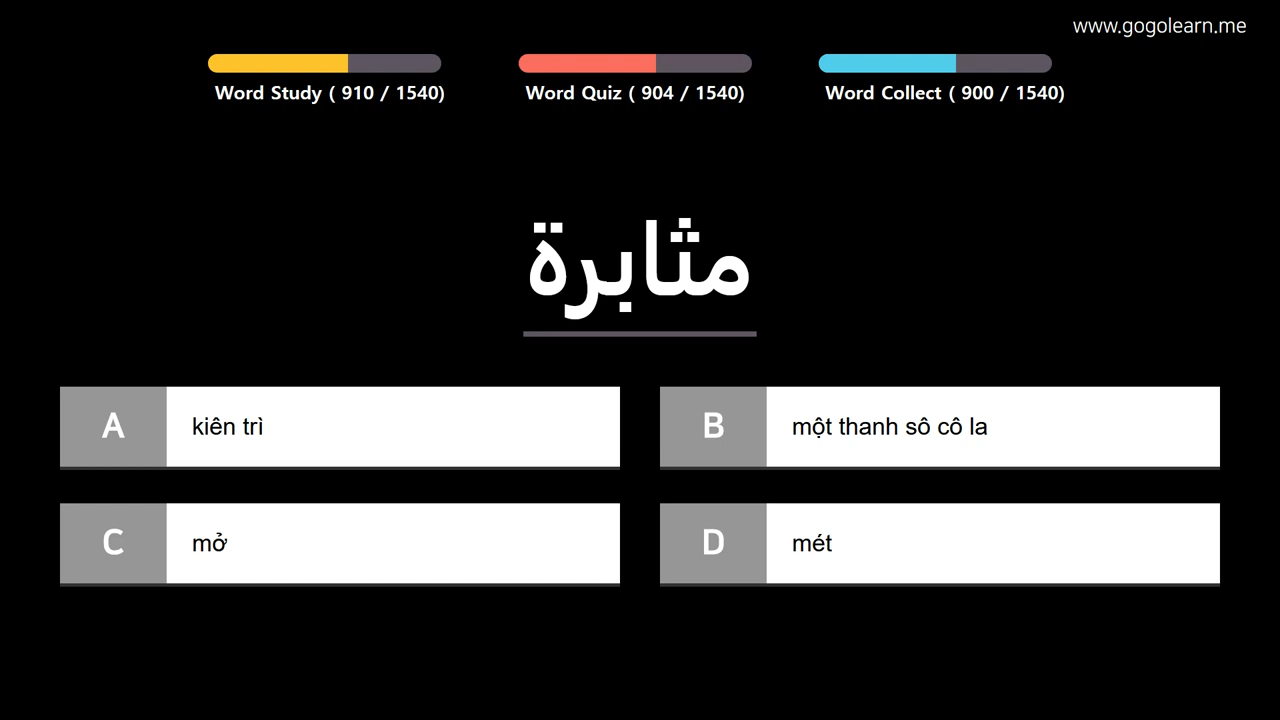 www.gogolearn.me
Word Study ( 910 / 1540)
Word Quiz ( 904 / 1540)
Word Collect ( 900 / 1540)
مثابرة
A kiên trì
B một thanh sô cô la
C mở
D mét